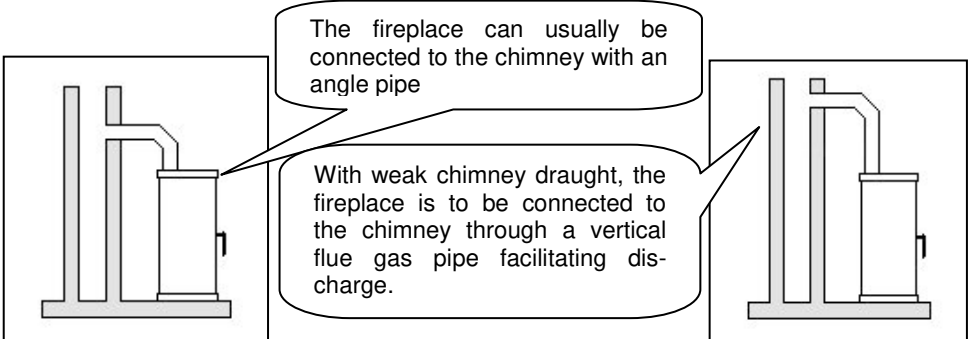 The fireplace can usually be
connected to the chimney with an
angle pipe
With weak chimney draught, the
fireplace is to be connected to
the chimney through a vertical
flue gas pipe facilitating dis-
charge.